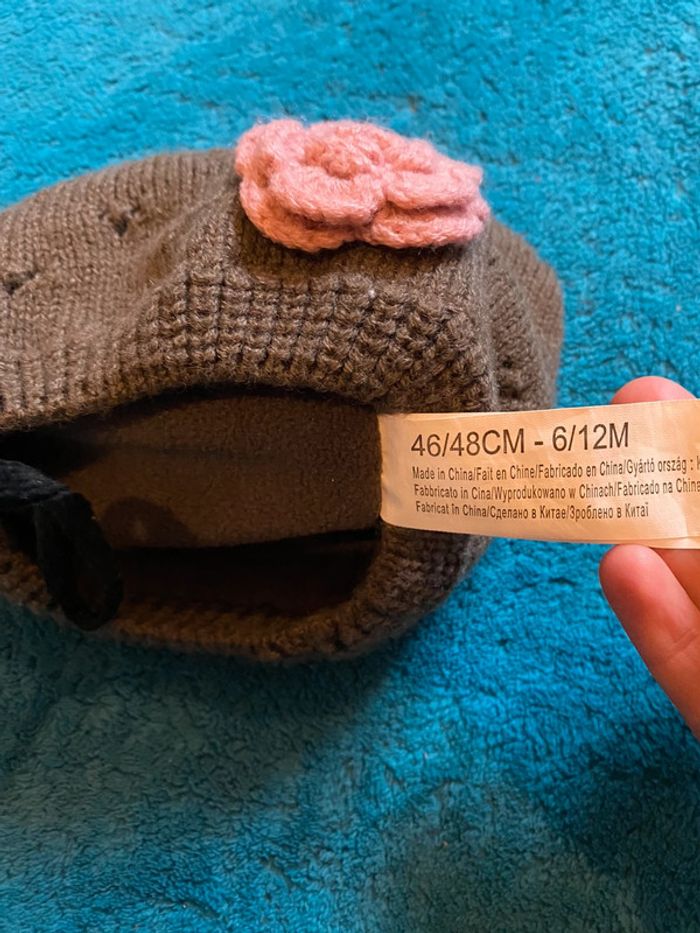 46/48CM - 6/12M
Made in China/Fait en Chine/Fabricado en China/Gyártó ország :
Fabbricato in Cina/Wyprodukowano w Chinach/Fabricado na China
Fabricat în China/Сделано в Китае/Зроблено в Китаї